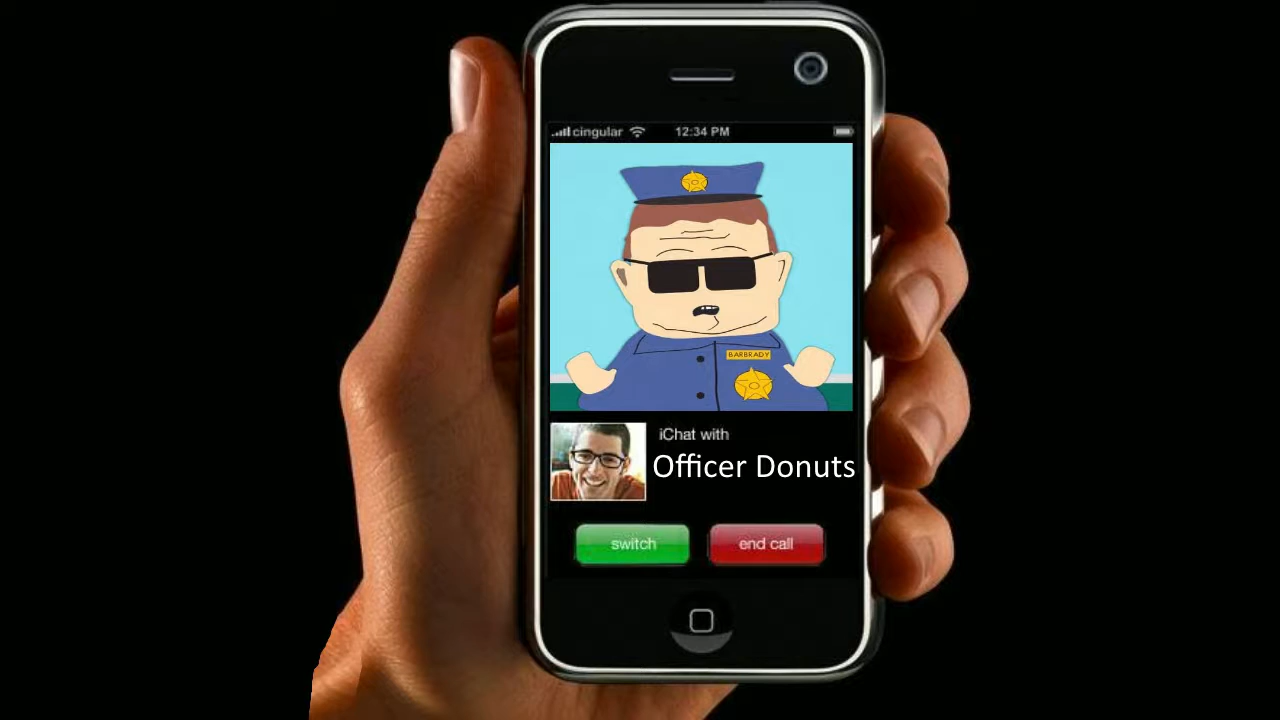 cingular 12:34 PM
BARBRADY
iChat with
Officer Donuts
switch end call